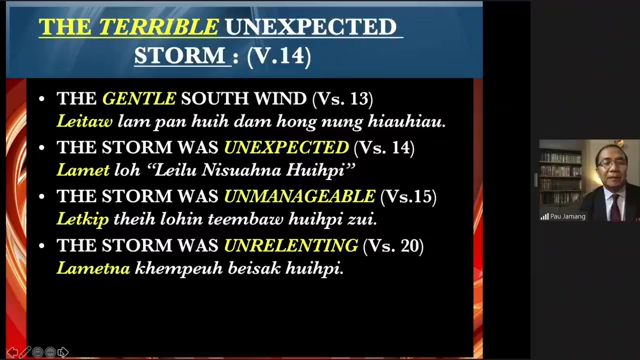 THE TERRIBLE UNEXPECTED
STORM : (V.14)
• THE GENTLE SOUTH WIND (Vs. 13)
Leitaw lam pan huih dam hong nung hiauhiau.
• THE STORM WAS UNEXPECTED (Vs. 14)
Lamet loh “Leilu Nisuahna Huihpi”
• THE STORM WAS UNMANAGEABLE (Vs.15)
Letkip theih lohin teembaw huihpi zui.
• THE STORM WAS UNRELENTING (Vs. 20)
Lametna khempeuh beisak huihpi.
Pau Jamang